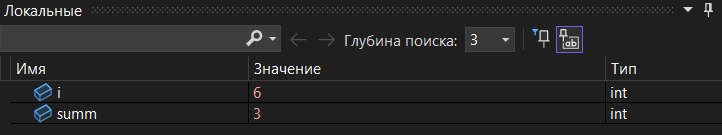 Локальные
Глубина поиска: 3
Имя Значение Тип
i 6 int
summ 3 int